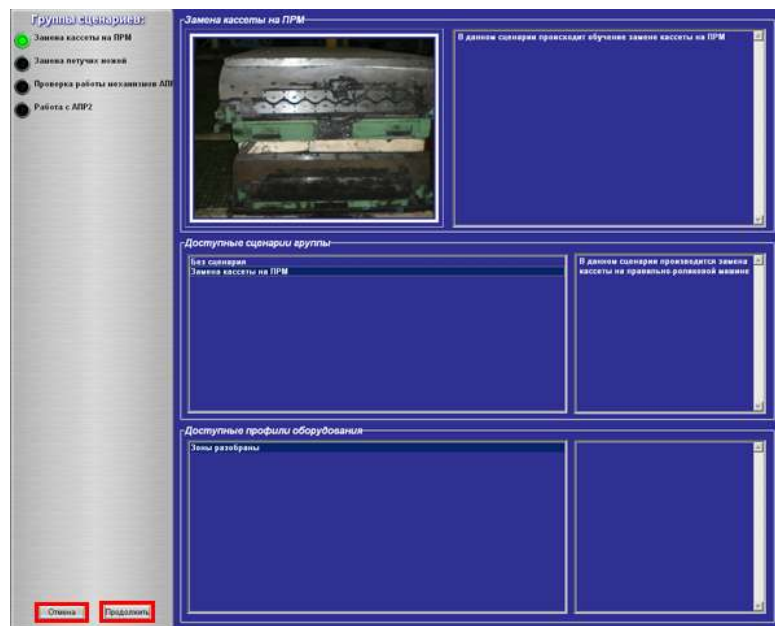 Группы сценариев:
Замена кассеты на ПРМ
Замена летучих ножей
Проверка работы механизмов АПР
Работа с АПР2
Замена кассеты на ПРМ
В данном сценарии происходит обучение замене кассеты на ПРМ
Доступные сценарии группы
Без сценария
Замена кассеты на ПРМ
В данном сценарии производится замена
кассеты на правильно-роликовой машине
Доступные профили оборудования
Зоны разобраны
Отмена
Продолжить